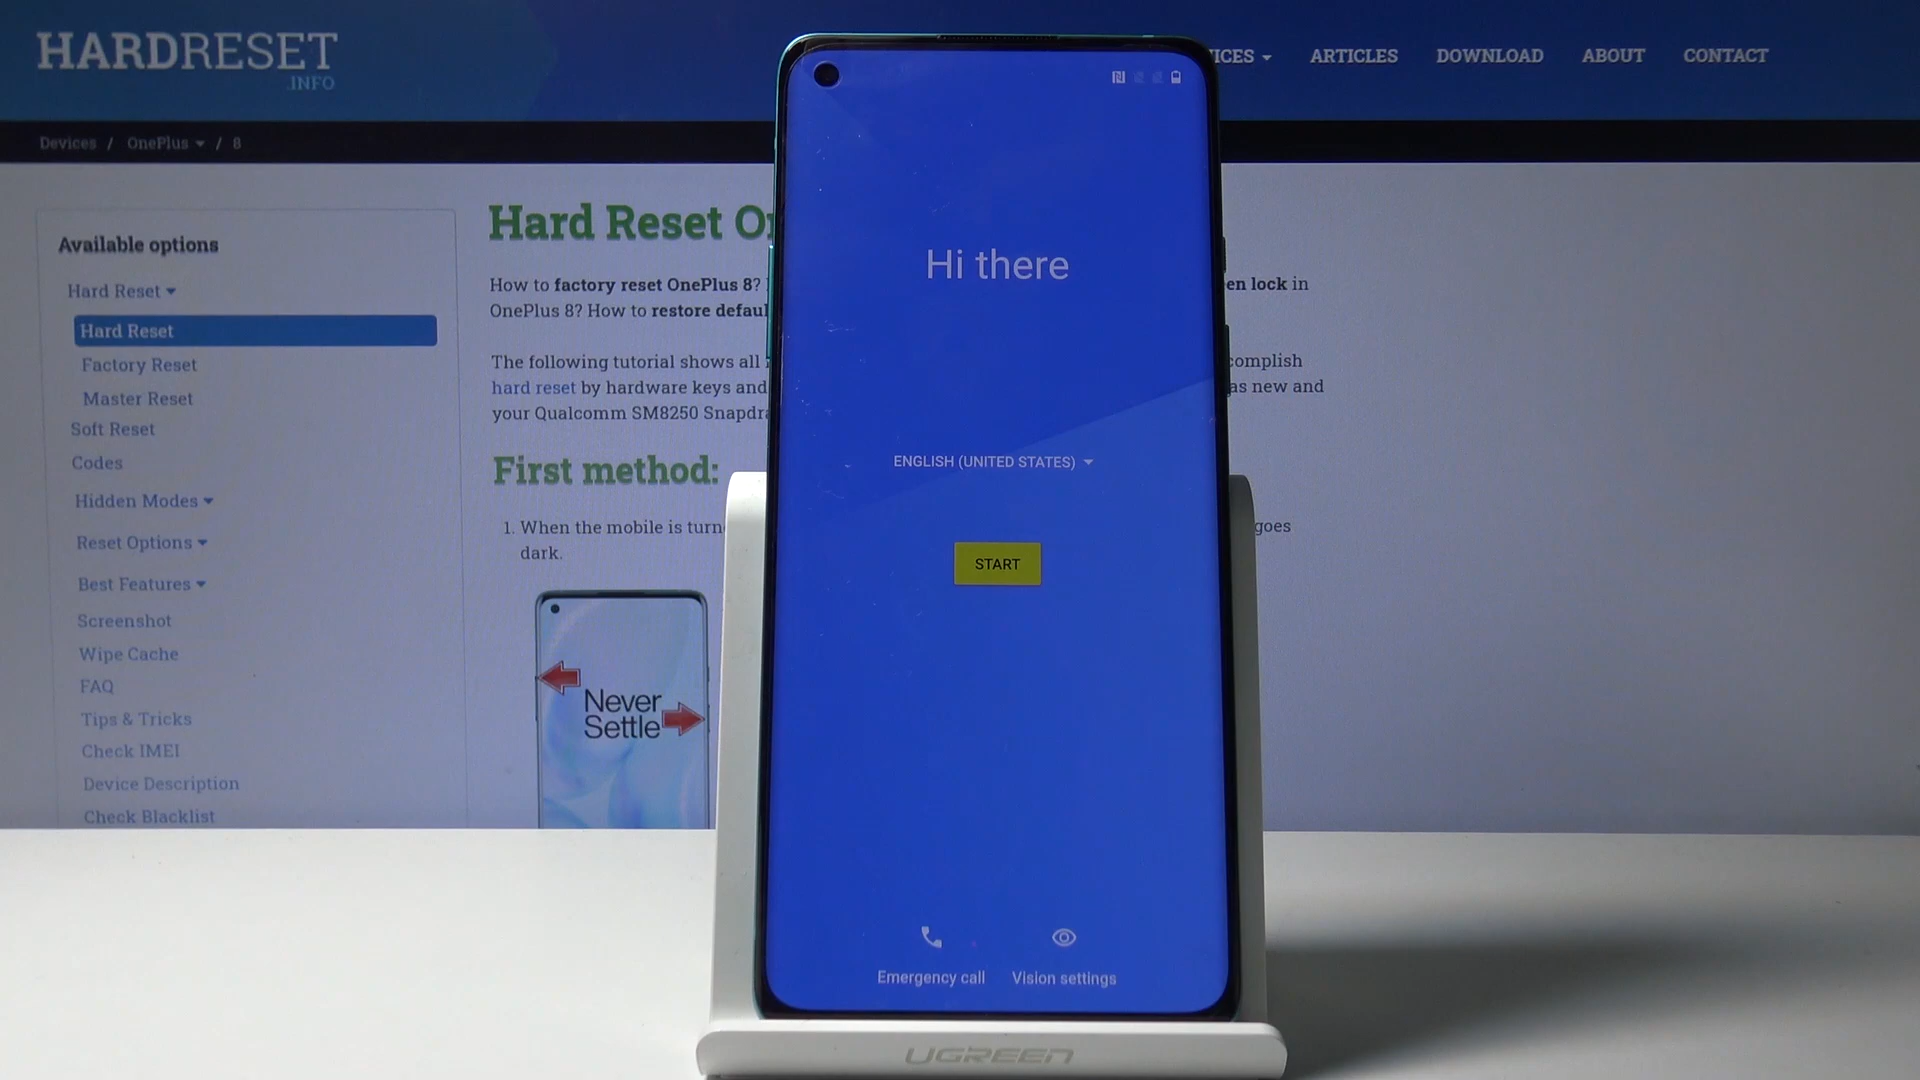 HARDRESET
.INFO
ICES
ARTICLES
DOWNLOAD
ABOUT
CONTACT
Devices / OnePlus / 8
Available options
Hard Reset
Hard Reset
Factory Reset
Master Reset
Soft Reset
Codes
Hidden Modes
Reset Options
Best Features
Screenshot
Wipe Cache
FAQ
Tips & Tricks
Check IMEI
Device Description
Check Blacklist
Hard Reset O
How to factory reset OnePlus 8? en lock in
OnePlus 8? How to restore defau
The following tutorial shows all complish
hard reset by hardware keys and as new and
your Qualcomm SM8250 Snapdr
First method:
1. When the mobile is turn goes
dark.
Never
Settle
Hi there
ENGLISH (UNITED STATES)
START
Emergency call
Vision settings
UGREEN